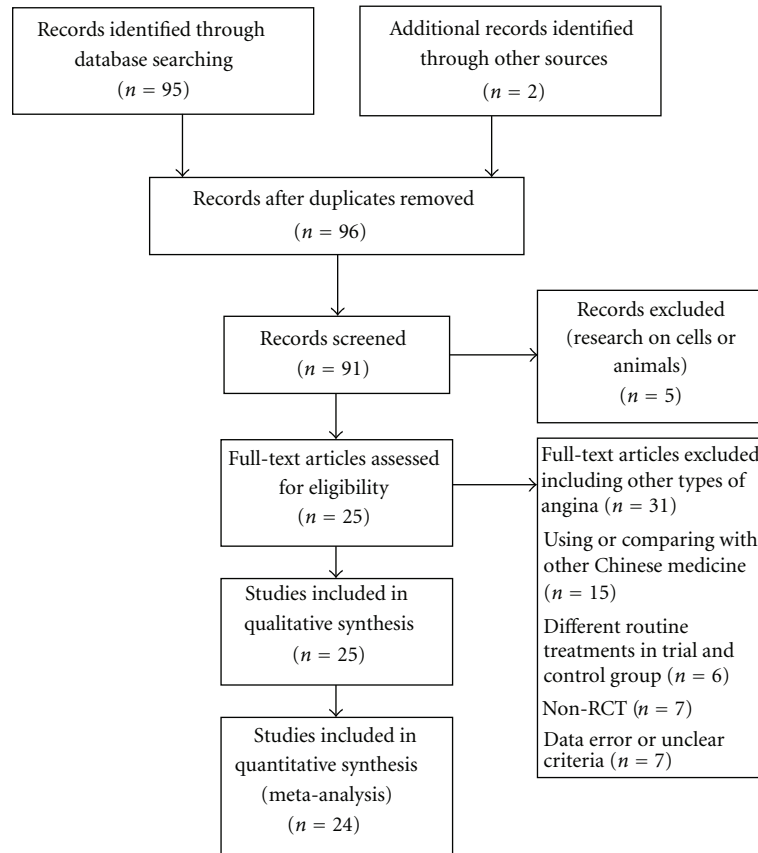 Records identified through
database searching
(n = 95)
Additional records identified
through other sources
(n = 2)
Records after duplicates removed
(n = 96)
Records screened
(n = 91)
Records excluded
(research on cells or
animals)
(n = 5)
Full-text articles assessed
for eligibility
(n = 25)
Full-text articles excluded
including other types of
angina (n = 31)
Using or comparing with
other Chinese medicine
(n = 15)
Different routine
treatments in trial and
control group (n = 6)
Non-RCT (n = 7)
Data error or unclear
criteria (n = 7)
Studies included in
qualitative synthesis
(n = 25)
Studies included in
quantitative synthesis
(meta-analysis)
(n = 24)